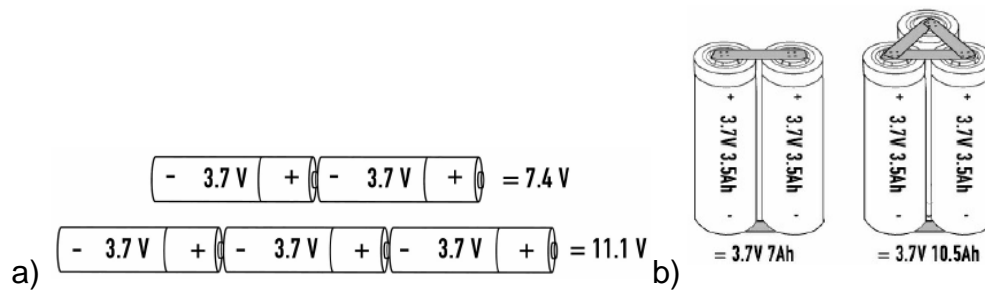 - 3.7 V + - 3.7 V + = 7.4 V
- 3.7 V + - 3.7 V + - 3.7 V + = 11.1 V
a)
+ 3.7V 3.5Ah -
+ 3.7V 3.5Ah -
= 3.7V 7Ah
+ 3.7V 3.5Ah -
+ 3.7V 3.5Ah -
= 3.7V 10.5Ah
b)